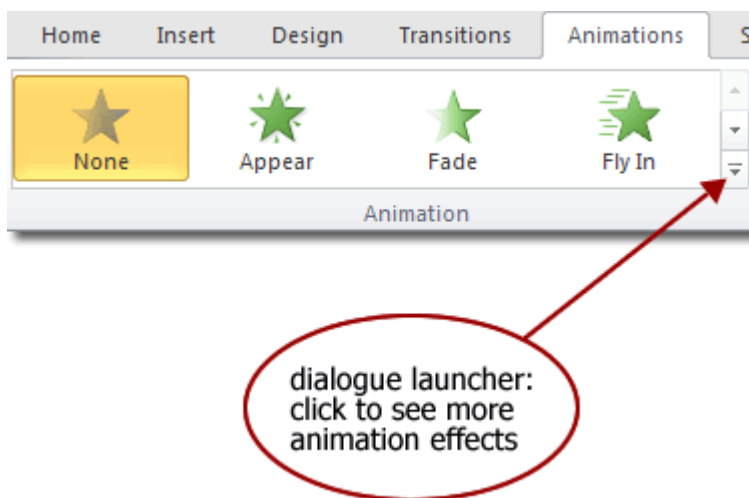 Home Insert Design Transitions Animations S
None Appear Fade Fly In
Animation
dialogue launcher:
click to see more
animation effects